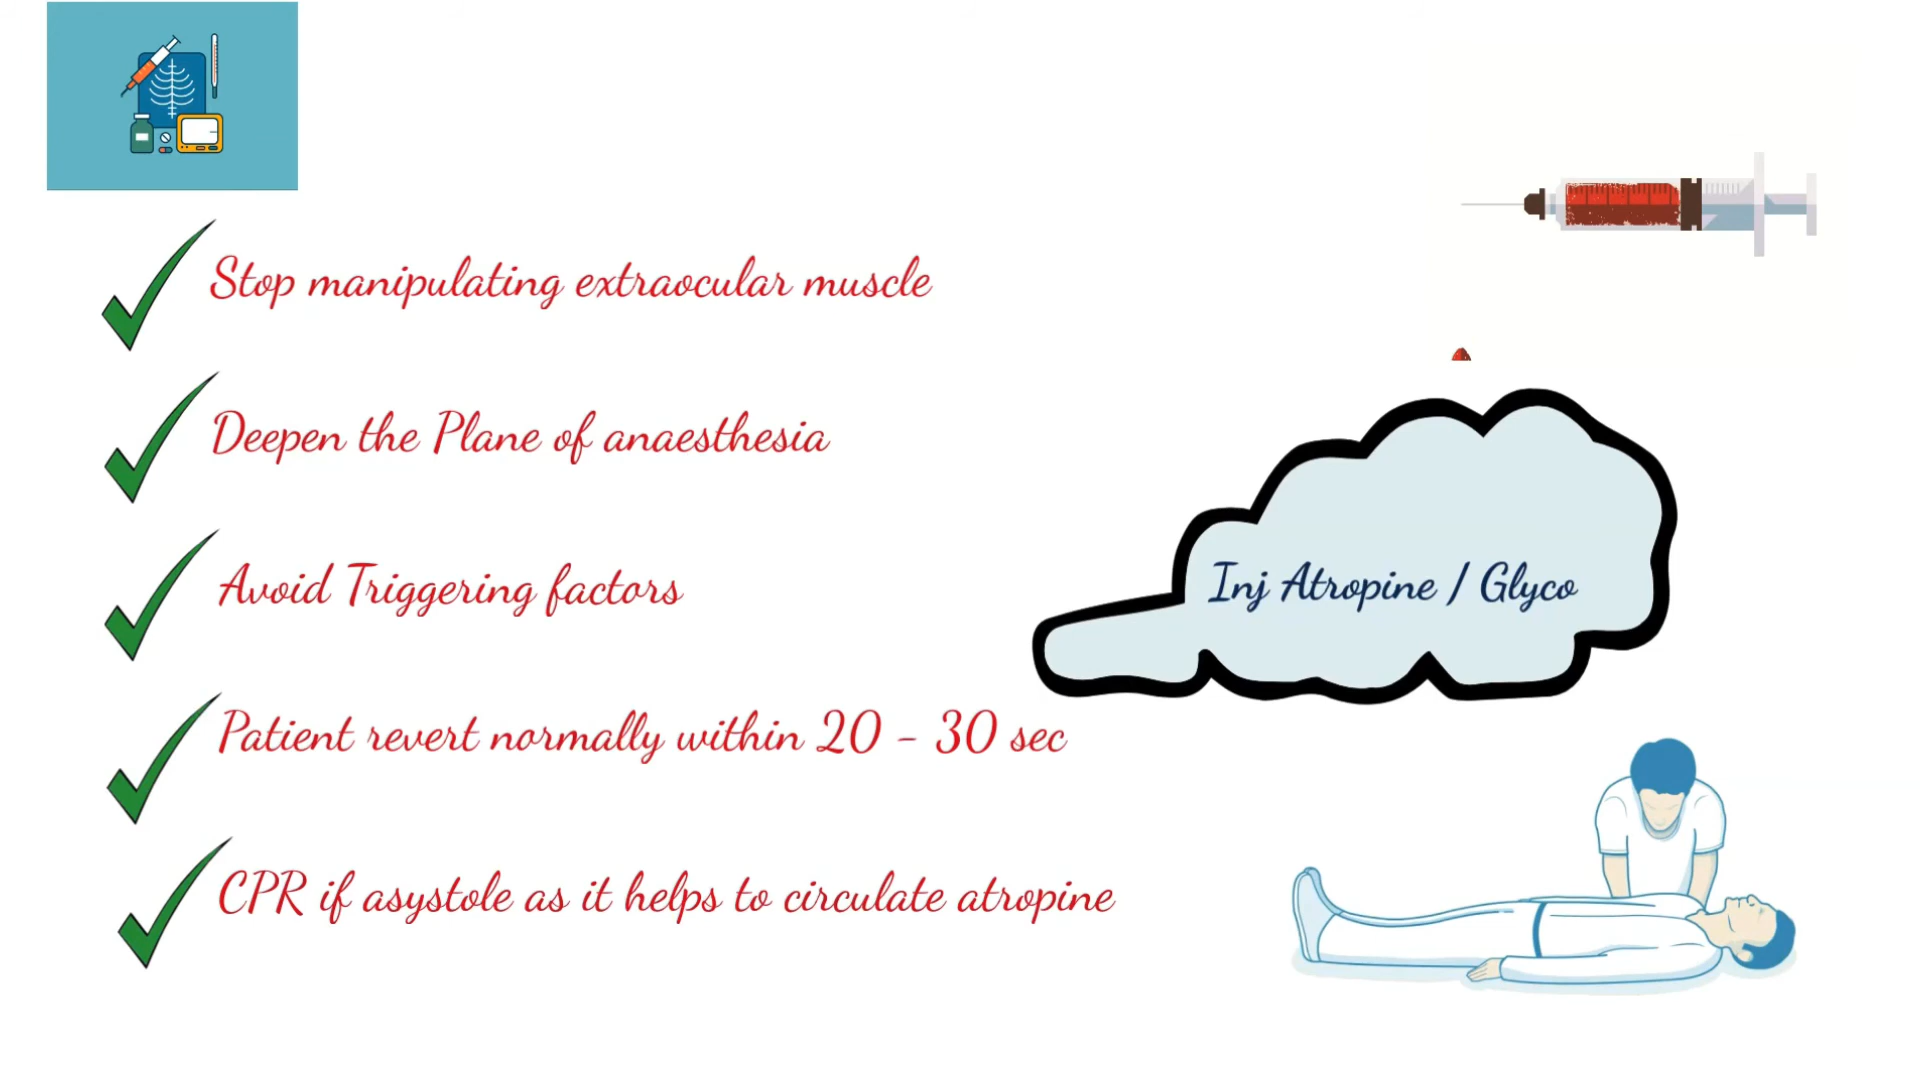 Stop manipulating extraocular muscle
Deepen the Plane of anaesthesia
Avoid Triggering factors
Inj Atropine / Glyco
Patient revert normally within 20 - 30 sec
CPR if asystole as it helps to circulate atropine